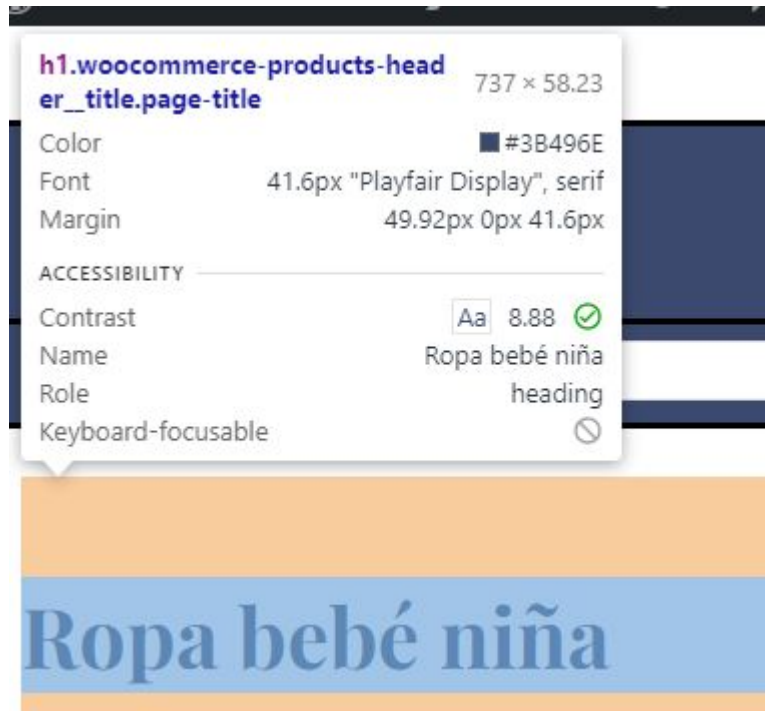 h1.woocommerce-products-head
er__title.page-title
737 × 58.23
Color #3B496E
Font 41.6px "Playfair Display", serif
Margin 49.92px 0px 41.6px
ACCESSIBILITY
Contrast Aa 8.88
Name Ropa bebé niña
Role heading
Keyboard-focusable
Ropa bebé niña